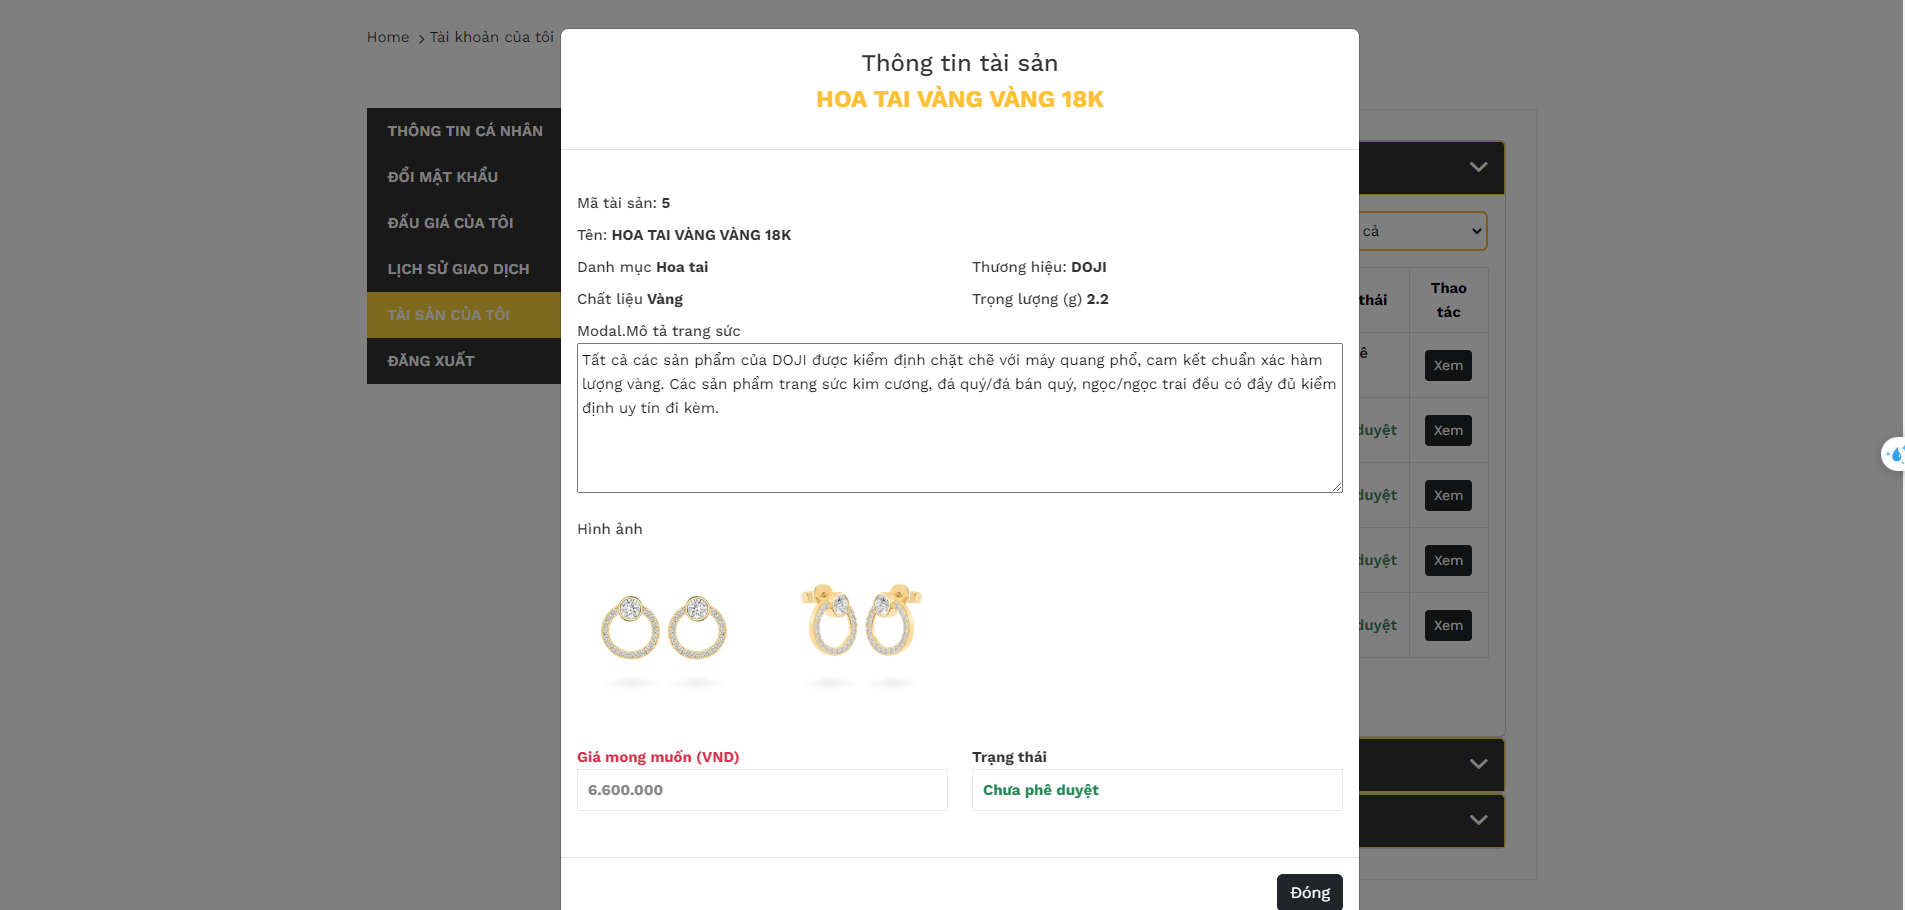 Home > Tài khoản của tôi
Thông tin tài sản
HOA TAI VÀNG VÀNG 18K
THÔNG TIN CÁ NHÂN
ĐỔI MẬT KHẨU
ĐẤU GIÁ CỦA TÔI
LỊCH SỬ GIAO DỊCH
TÀI SẢN CỦA TÔI
ĐĂNG XUẤT
Mã tài sản: 5
Tên: HOA TAI VÀNG VÀNG 18K
Danh mục Hoa tai
Thương hiệu: DOJI
Chất liệu Vàng
Trọng lượng (g) 2.2
Modal.Mô tả trang sức
Tất cả các sản phẩm của DOJI được kiểm định chặt chẽ với máy quang phổ, cam kết chuẩn xác hàm
lượng vàng. Các sản phẩm trang sức kim cương, đá quý/đá bán quý, ngọc/ngọc trai đều có đầy đủ kiểm
định uy tín đi kèm.
Hình ảnh
Giá mong muốn (VND)
6.600.000
Trạng thái
Chưa phê duyệt
Đóng
cả
thái
Thao
tác
ê
Xem
duyệt
Xem
duyệt
Xem
duyệt
Xem
duyệt
Xem